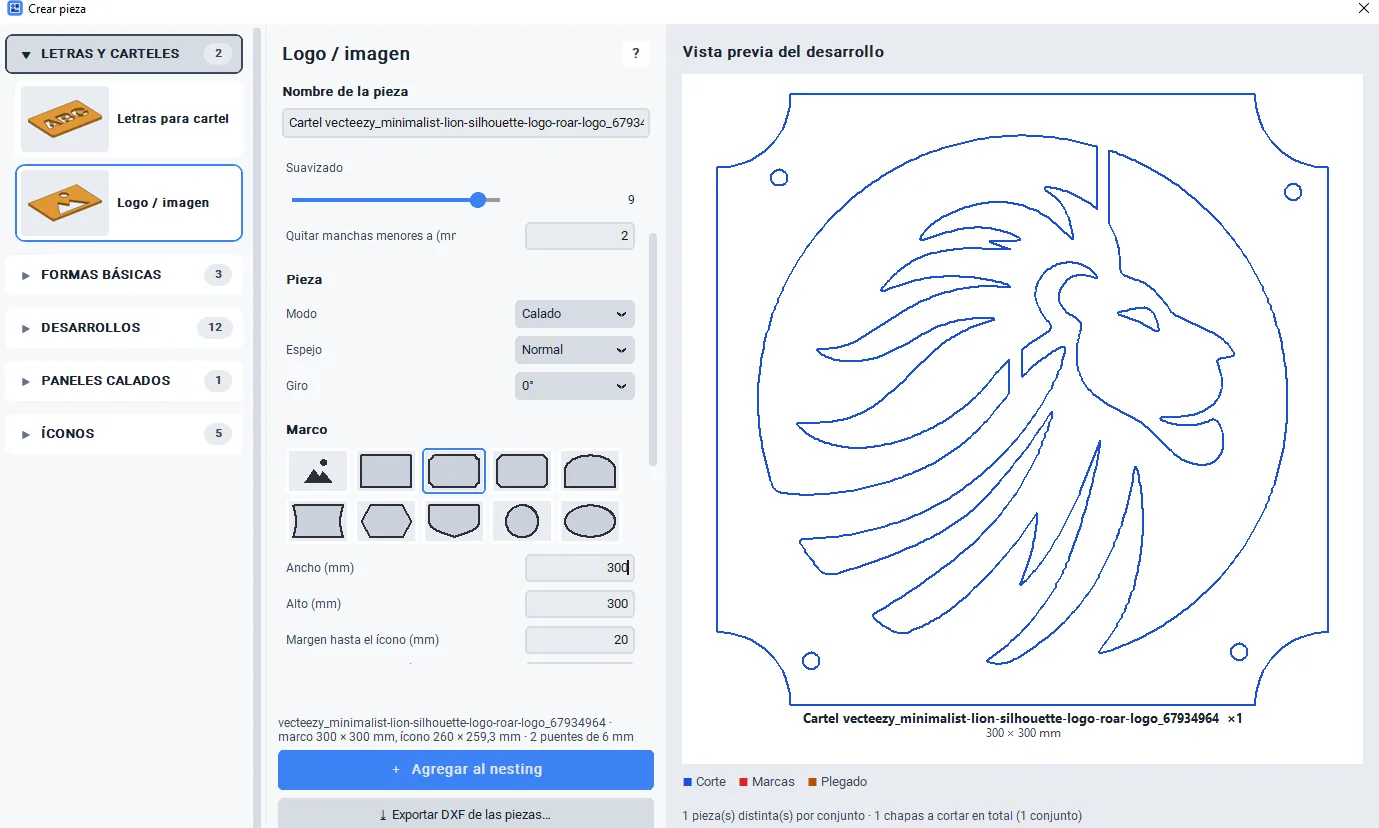 Crear pieza
LETRAS Y CARTELES 2
ABC
Letras para cartel
Logo / imagen
FORMAS BÁSICAS 3
DESARROLLOS 12
PANELES CALADOS 1
ÍCONOS 5
Logo / imagen ?
Nombre de la pieza
Cartel vecteezy_minimalist-lion-silhouette-logo-roar-logo_67934
Suavizado
9
Quitar manchas menores a (mr 2
Pieza
Modo Calado
Espejo Normal
Giro 0°
Marco
Ancho (mm) 300
Alto (mm) 300
Margen hasta el ícono (mm) 20
vecteezy_minimalist-lion-silhouette-logo-roar-logo_67934964 ·
marco 300 × 300 mm, ícono 260 × 259,3 mm · 2 puentes de 6 mm
+ Agregar al nesting
⤓ Exportar DXF de las piezas...
Vista previa del desarrollo
Cartel vecteezy_minimalist-lion-silhouette-logo-roar-logo_67934964 ×1
300 × 300 mm
Corte Marcas Plegado
1 pieza(s) distinta(s) por conjunto · 1 chapas a cortar en total (1 conjunto)